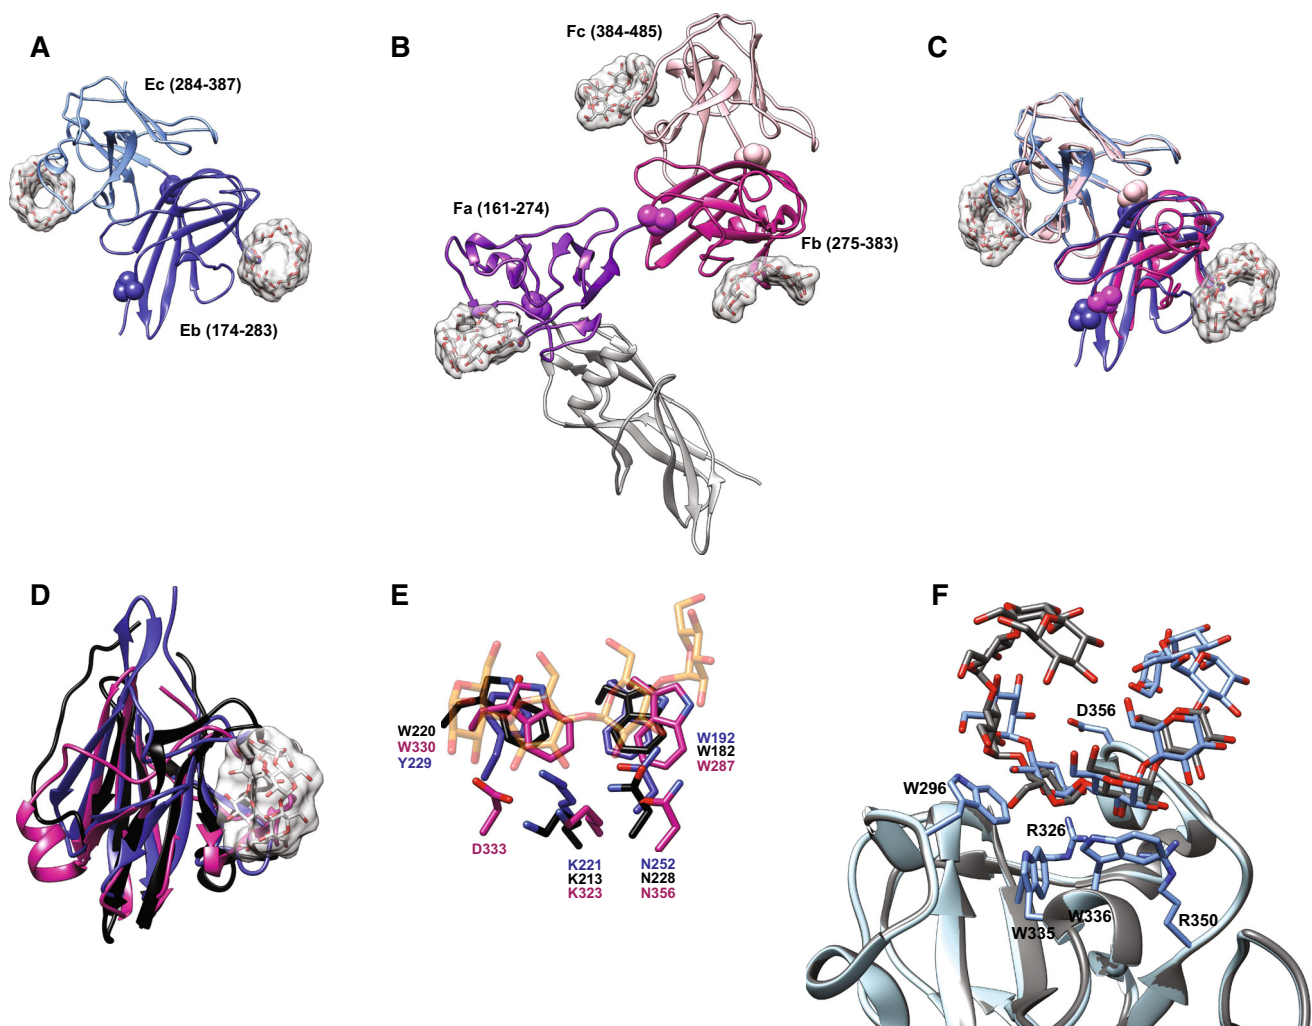 A
Ec (284-387)
Eb (174-283)
B
Fc (384-485)
Fa (161-274)
Fb (275-383)
C
D
E
W220
W330
Y229
W192
W182
W287
D333
K221
K213
K323
N252
N228
N356
F
D356
W296
R326
W335
W336
R350